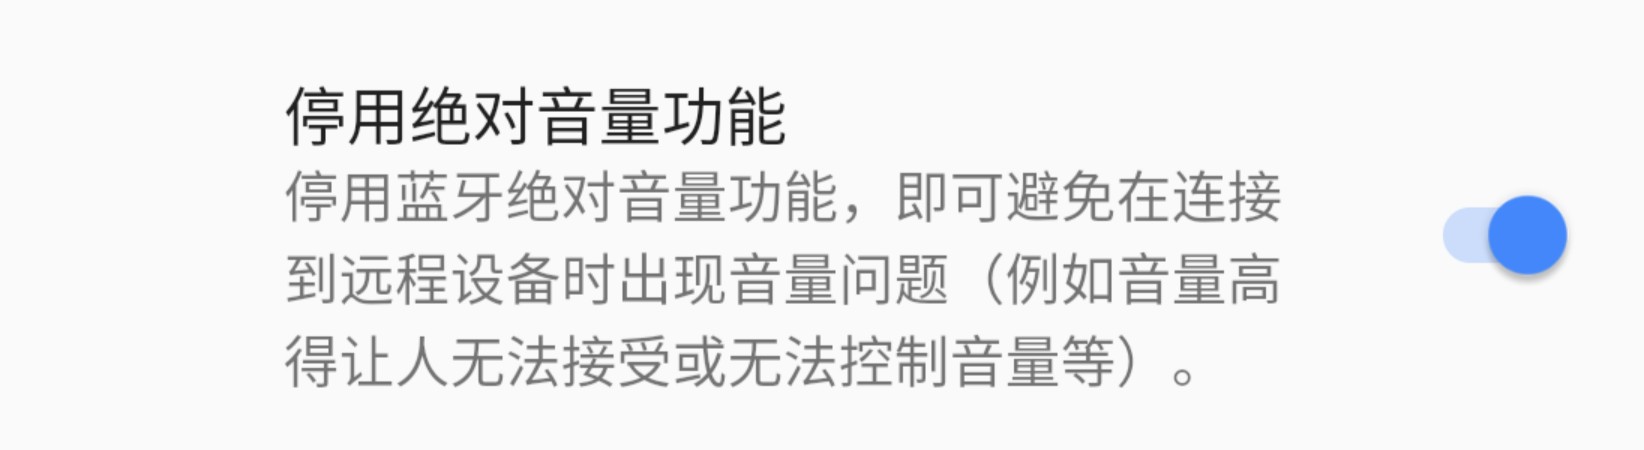 停用绝对音量功能
停用蓝牙绝对音量功能，即可避免在连接
到远程设备时出现音量问题（例如音量高
得让人无法接受或无法控制音量等）。